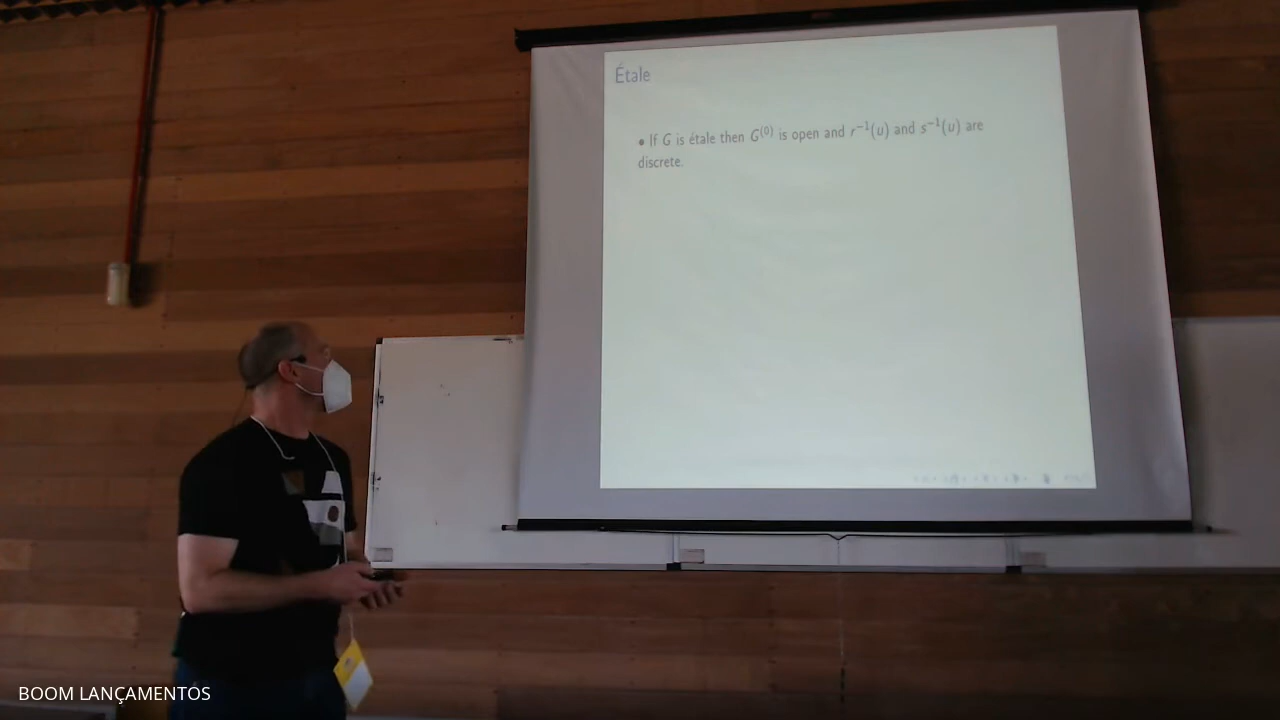 Étale
• If G is étale then G⁽⁰⁾ is open and r⁻¹(u) and s⁻¹(u) are
discrete.
BOOM LANÇAMENTOS